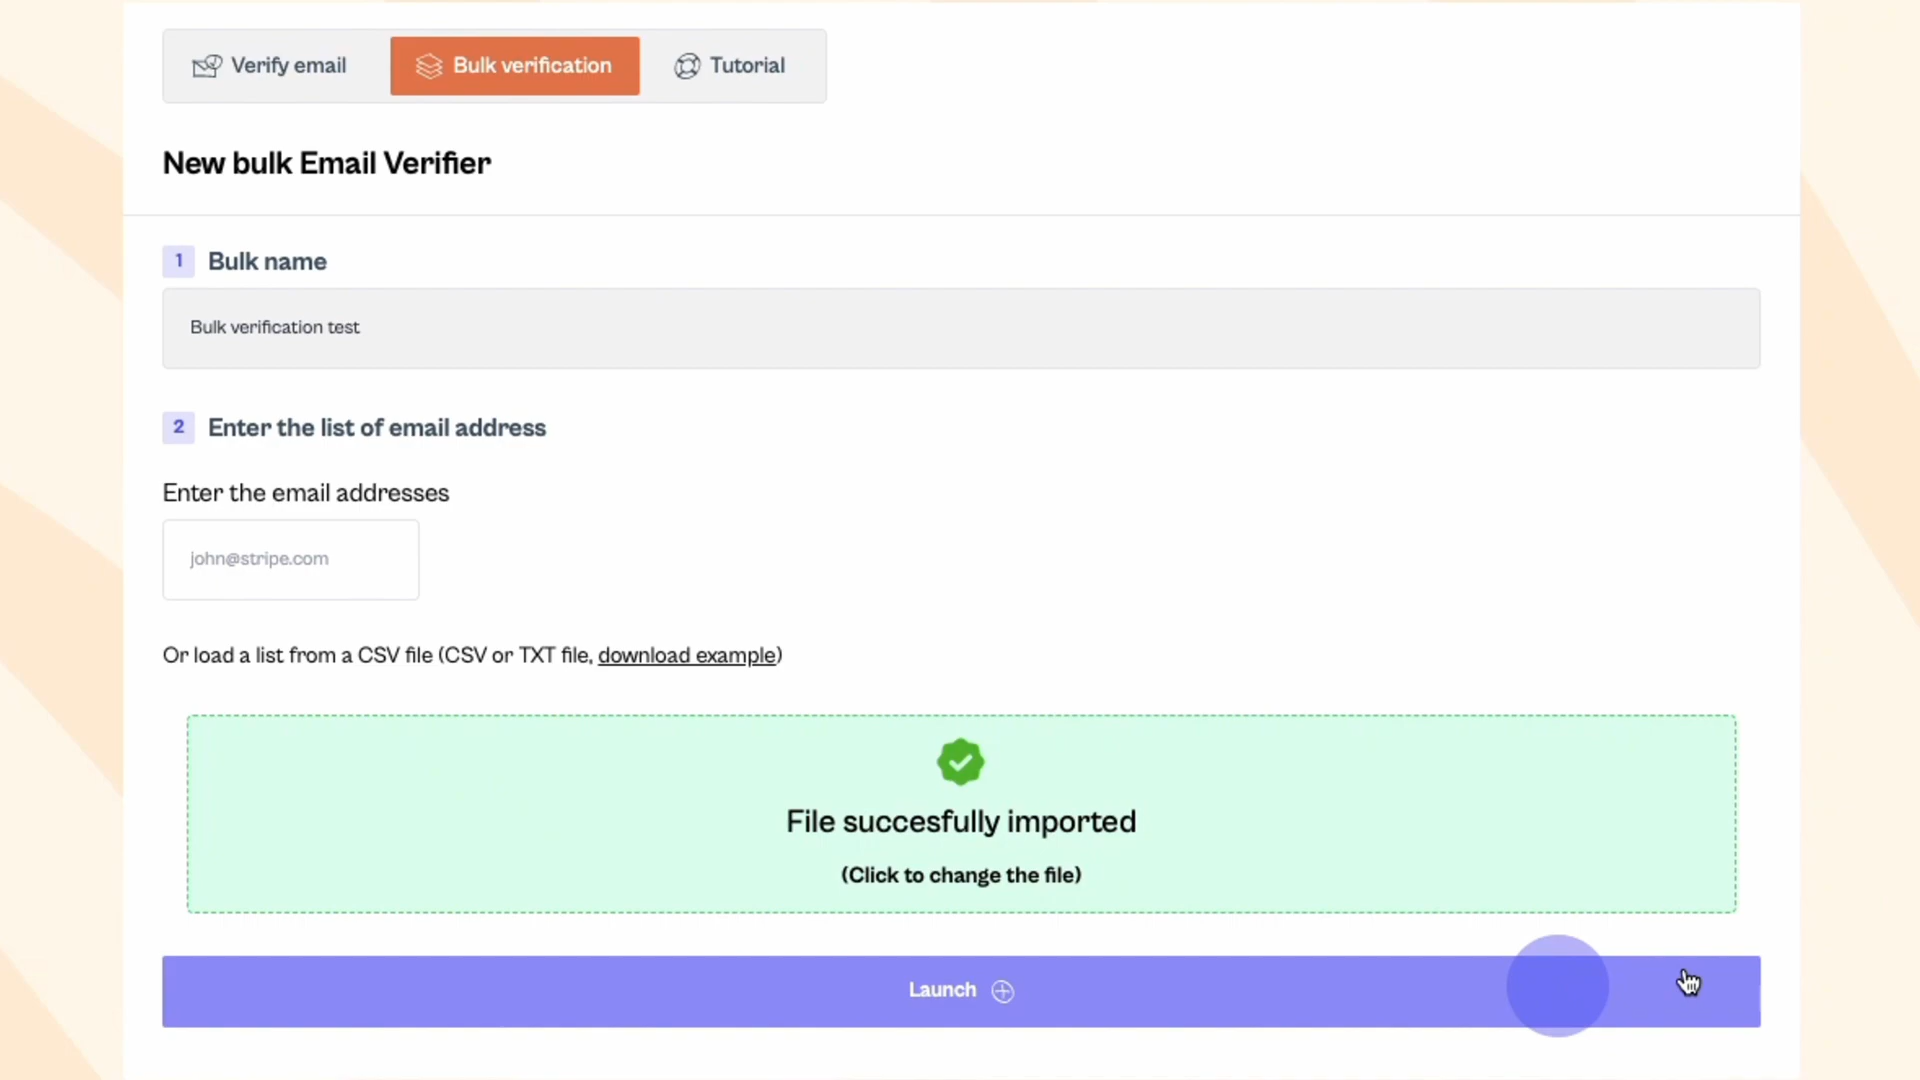 Verify email
Bulk verification
Tutorial
New bulk Email Verifier
1 Bulk name
Bulk verification test
2 Enter the list of email address
Enter the email addresses
john@stripe.com
Or load a list from a CSV file (CSV or TXT file, download example)
File succesfully imported
(Click to change the file)
Launch